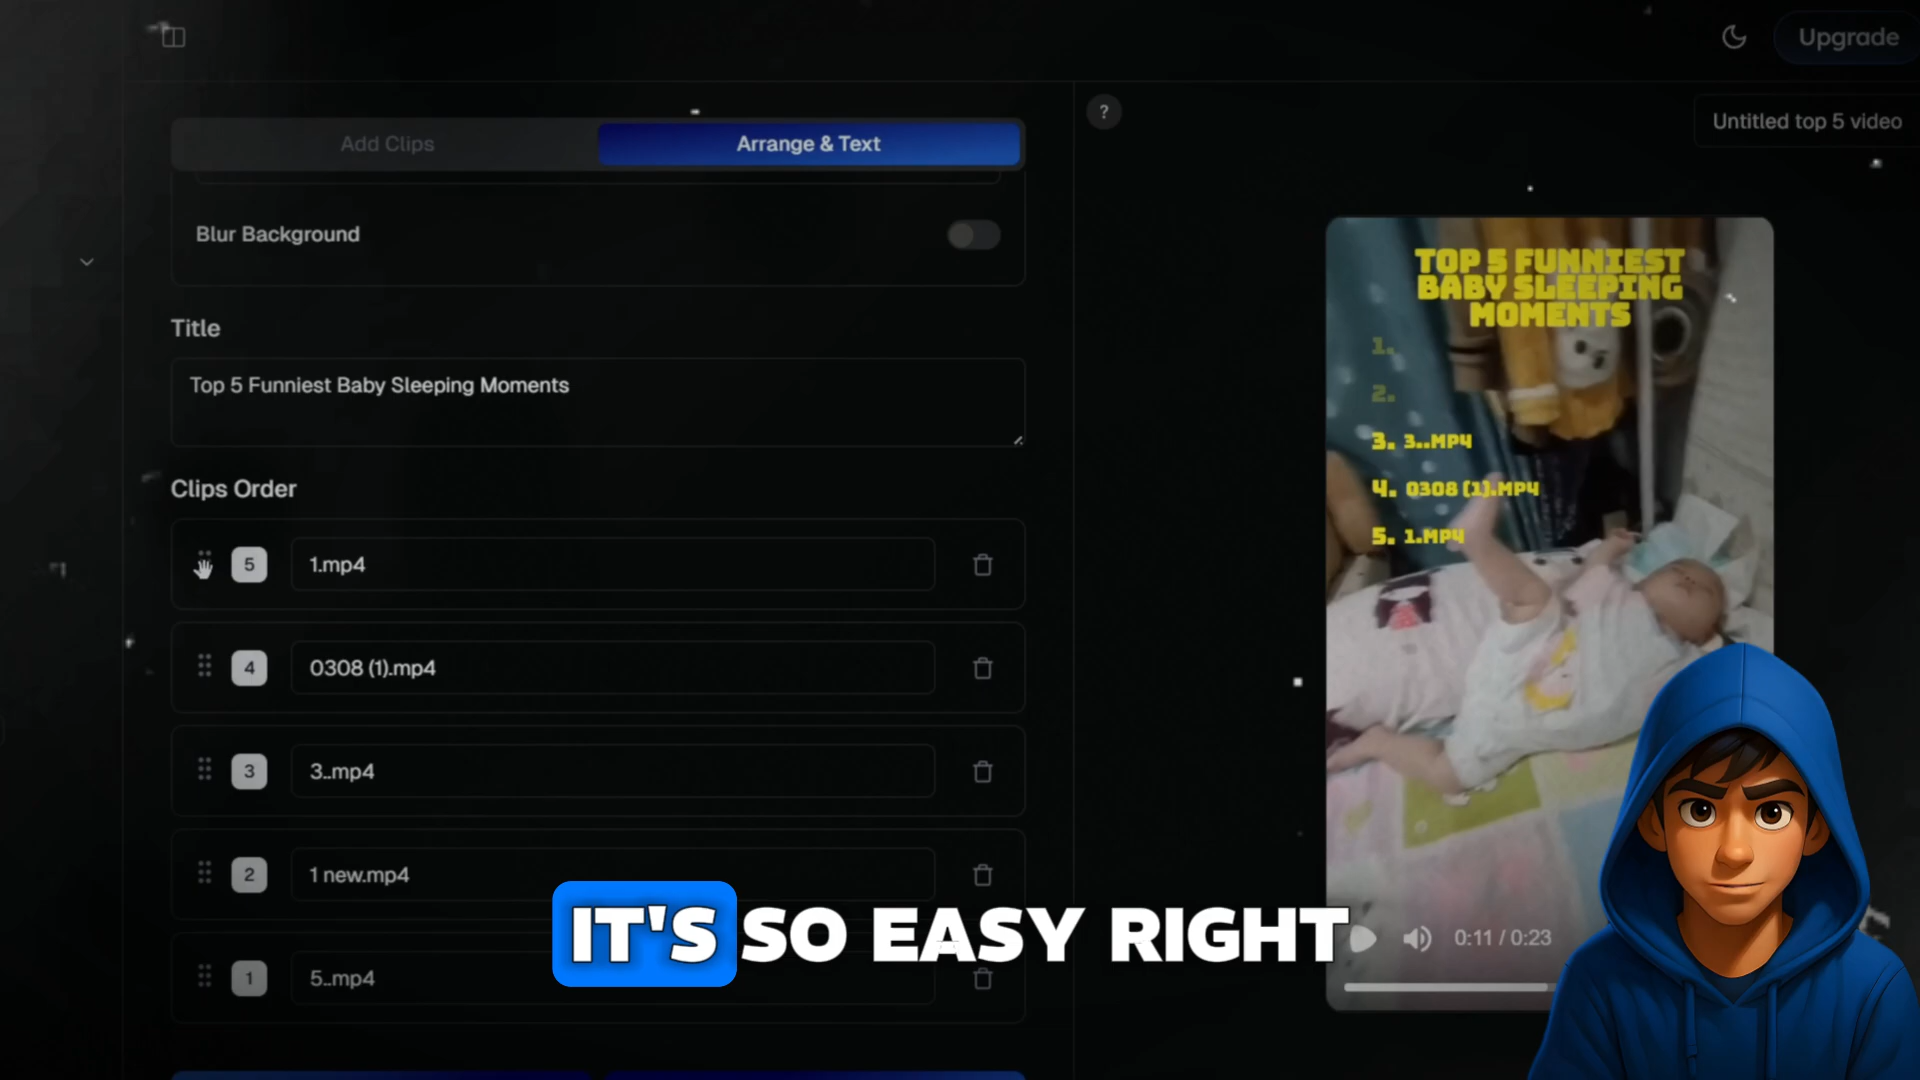 Upgrade
Add Clips
Arrange & Text
?
Untitled top 5 video
Blur Background
Title
Top 5 Funniest Baby Sleeping Moments
Clips Order
5
1.mp4
4
0308 (1).mp4
3
3..mp4
2
1 new.mp4
1
5..mp4
TOP 5 FUNNIEST
BABY SLEEPING
MOMENTS
1.
2.
3. 3..MP4
4. 0308 (1).MP4
5. 1.MP4
0:11 / 0:23
IT'S SO EASY RIGHT